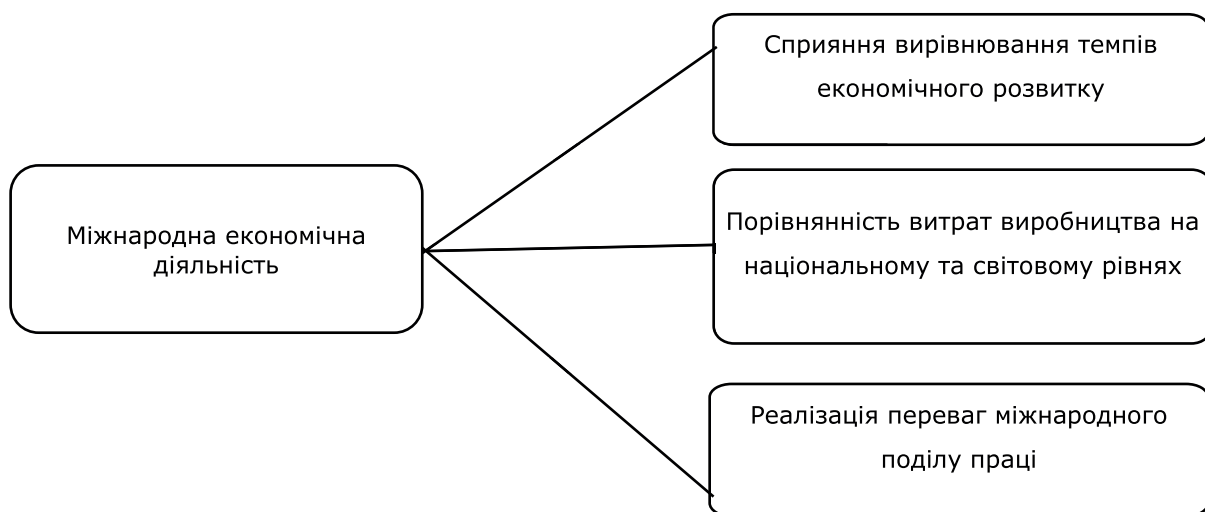 Сприяння вирівнювання темпів
економічного розвитку
Міжнародна економічна
діяльність
Порівнянність витрат виробництва на
національному та світовому рівнях
Реалізація переваг міжнародного
поділу праці